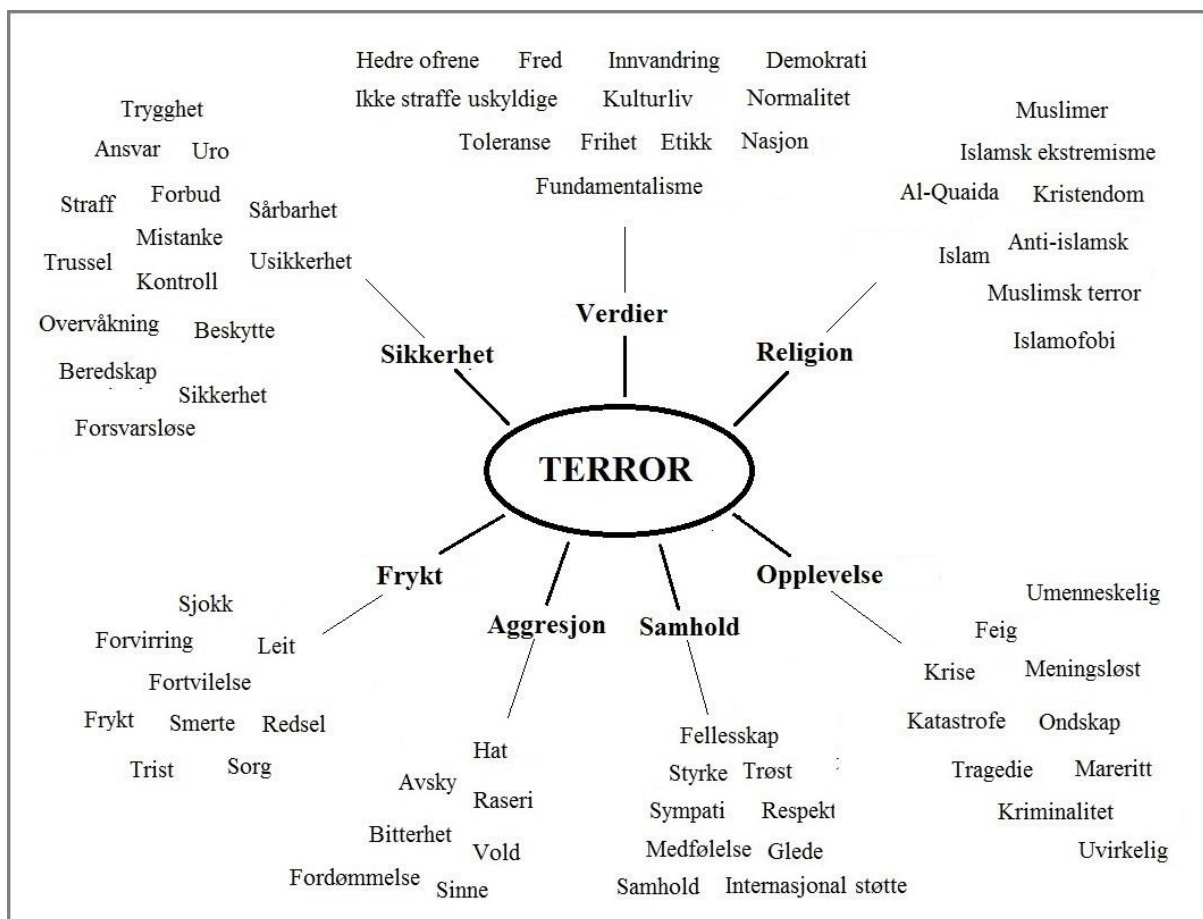 Hedre ofrene Fred Innvandring Demokrati
Ikke straffe uskyldige Kulturliv Normalitet
Toleranse Frihet Etikk Nasjon
Fundamentalisme
Verdier
Trygghet
Ansvar Uro
Straff Forbud Sårbarhet
Mistanke
Trussel Kontroll Usikkerhet
Overvåkning Beskytte
Beredskap Sikkerhet
Forsvarsløse
Sikkerhet
Muslimer
Islamsk ekstremisme
Al-Quaida Kristendom
Islam Anti-islamsk
Muslimsk terror
Islamofobi
Religion
TERROR
Frykt
Sjokk
Forvirring Leit
Fortvilelse
Frykt Smerte Redsel
Trist Sorg
Aggresjon
Hat
Avsky Raseri
Bitterhet Vold
Fordømmelse Sinne
Samhold
Fellesskap
Styrke Trøst
Sympati Respekt
Medfølelse Glede
Samhold Internasjonal støtte
Opplevelse
Umenneskelig
Feig
Krise Meningsløst
Katastrofe Ondskap
Tragedie Mareritt
Kriminalitet
Uvirkelig